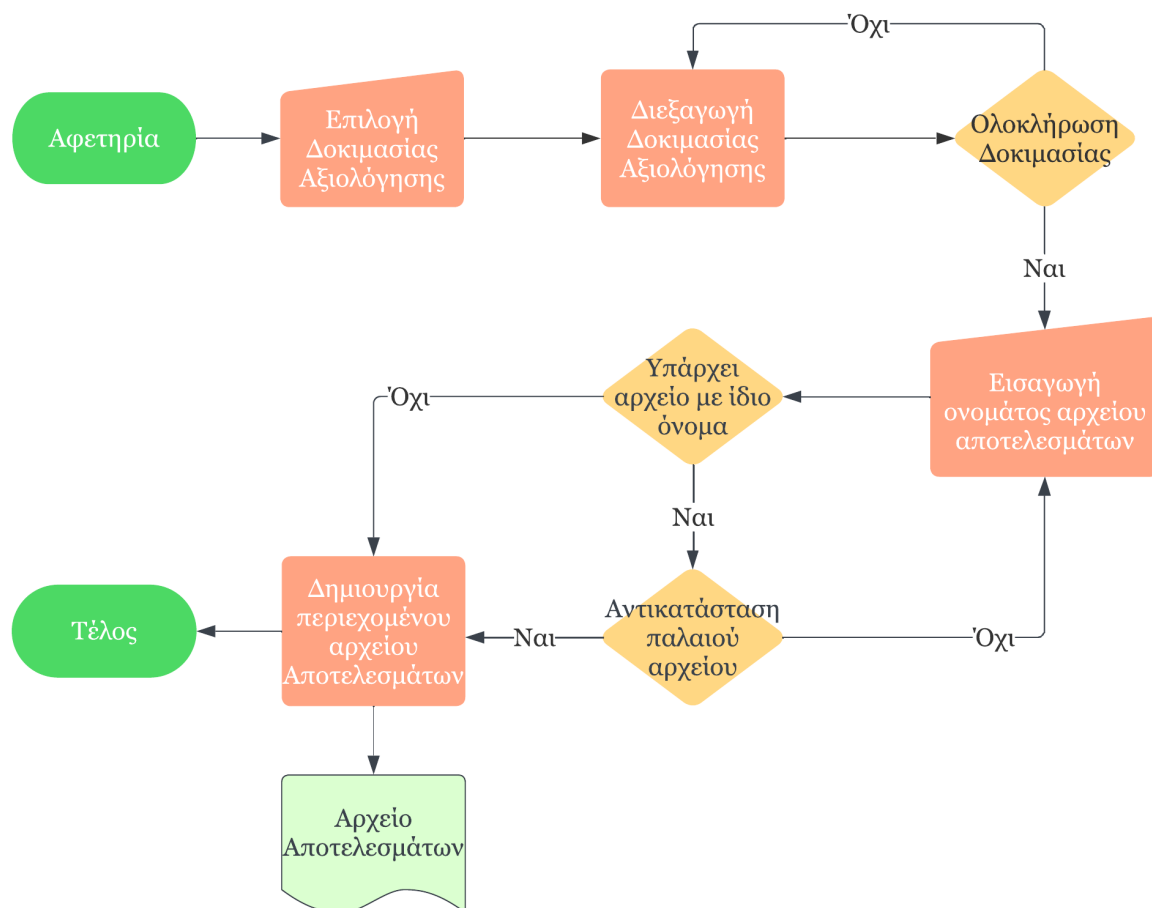 Όχι
Αφετηρία
Επιλογή
Δοκιμασίας
Αξιολόγησης
Διεξαγωγή
Δοκιμασίας
Αξιολόγησης
Ολοκλήρωση
Δοκιμασίας
Ναι
Υπάρχει
αρχείο με ίδιο
όνομα
Όχι
Εισαγωγή
ονομάτος αρχείου
αποτελεσμάτων
Ναι
Τέλος
Δημιουργία
περιεχομένου
αρχείου
Αποτελεσμάτων
Ναι
Αντικατάσταση
παλαιού
αρχείου
Όχι
Αρχείο
Αποτελεσμάτων